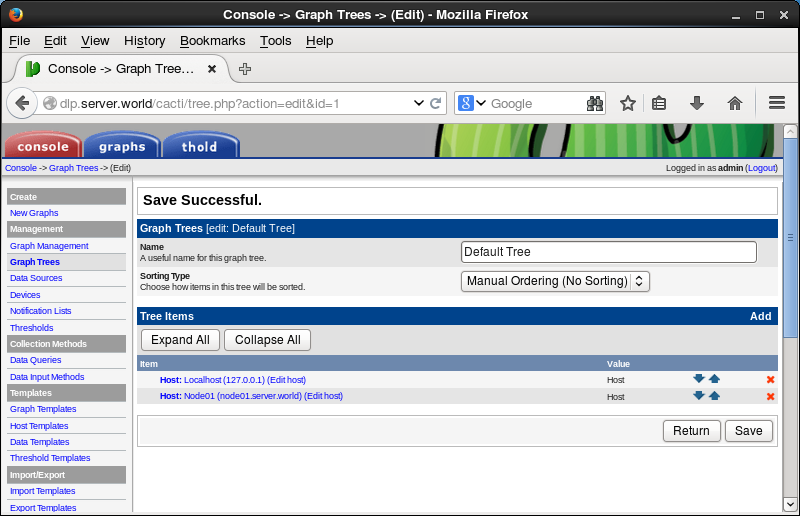 Console -> Graph Trees -> (Edit) - Mozilla Firefox
File Edit View History Bookmarks Tools Help
Console -> Graph Tree...
dlp.server.world/cacti/tree.php?action=edit&id=1
Google
console graphs thold
Console -> Graph Trees -> (Edit)
Logged in as admin (Logout)
Create
New Graphs
Management
Graph Management
Graph Trees
Data Sources
Devices
Notification Lists
Thresholds
Collection Methods
Data Queries
Data Input Methods
Templates
Graph Templates
Host Templates
Data Templates
Threshold Templates
Import/Export
Import Templates
Export Templates
Save Successful.
Graph Trees [edit: Default Tree]
Name
A useful name for this graph tree.
Default Tree
Sorting Type
Choose how items in this tree will be sorted.
Manual Ordering (No Sorting)
Tree Items Add
Expand All Collapse All
Item Value
Host: Localhost (127.0.0.1) (Edit host) Host
Host: Node01 (node01.server.world) (Edit host) Host
Return Save